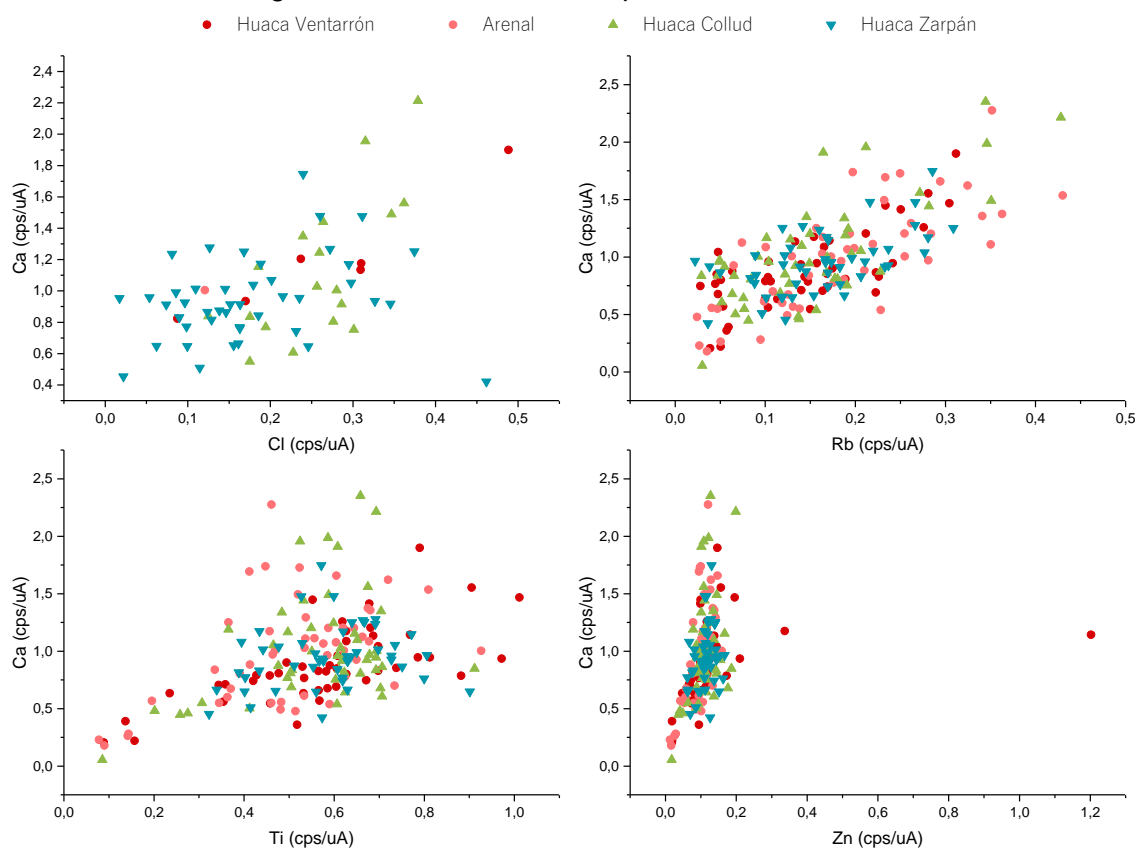 Huaca Ventarrón Arenal Huaca Collud Huaca Zarpán
2,4
2,2
2,0
1,8
1,6
1,4
1,2
1,0
0,8
0,6
0,4
Ca (cps/uA)
0,0 0,1 0,2 0,3 0,4 0,5
Cl (cps/uA)
2,5
2,0
1,5
1,0
0,5
0,0
Ca (cps/uA)
0,0 0,1 0,2 0,3 0,4 0,5
Rb (cps/uA)
2,5
2,0
1,5
1,0
0,5
0,0
Ca (cps/uA)
0,0 0,2 0,4 0,6 0,8 1,0
Ti (cps/uA)
2,5
2,0
1,5
1,0
0,5
0,0
Ca (cps/uA)
0,0 0,2 0,4 0,6 0,8 1,0 1,2
Zn (cps/uA)